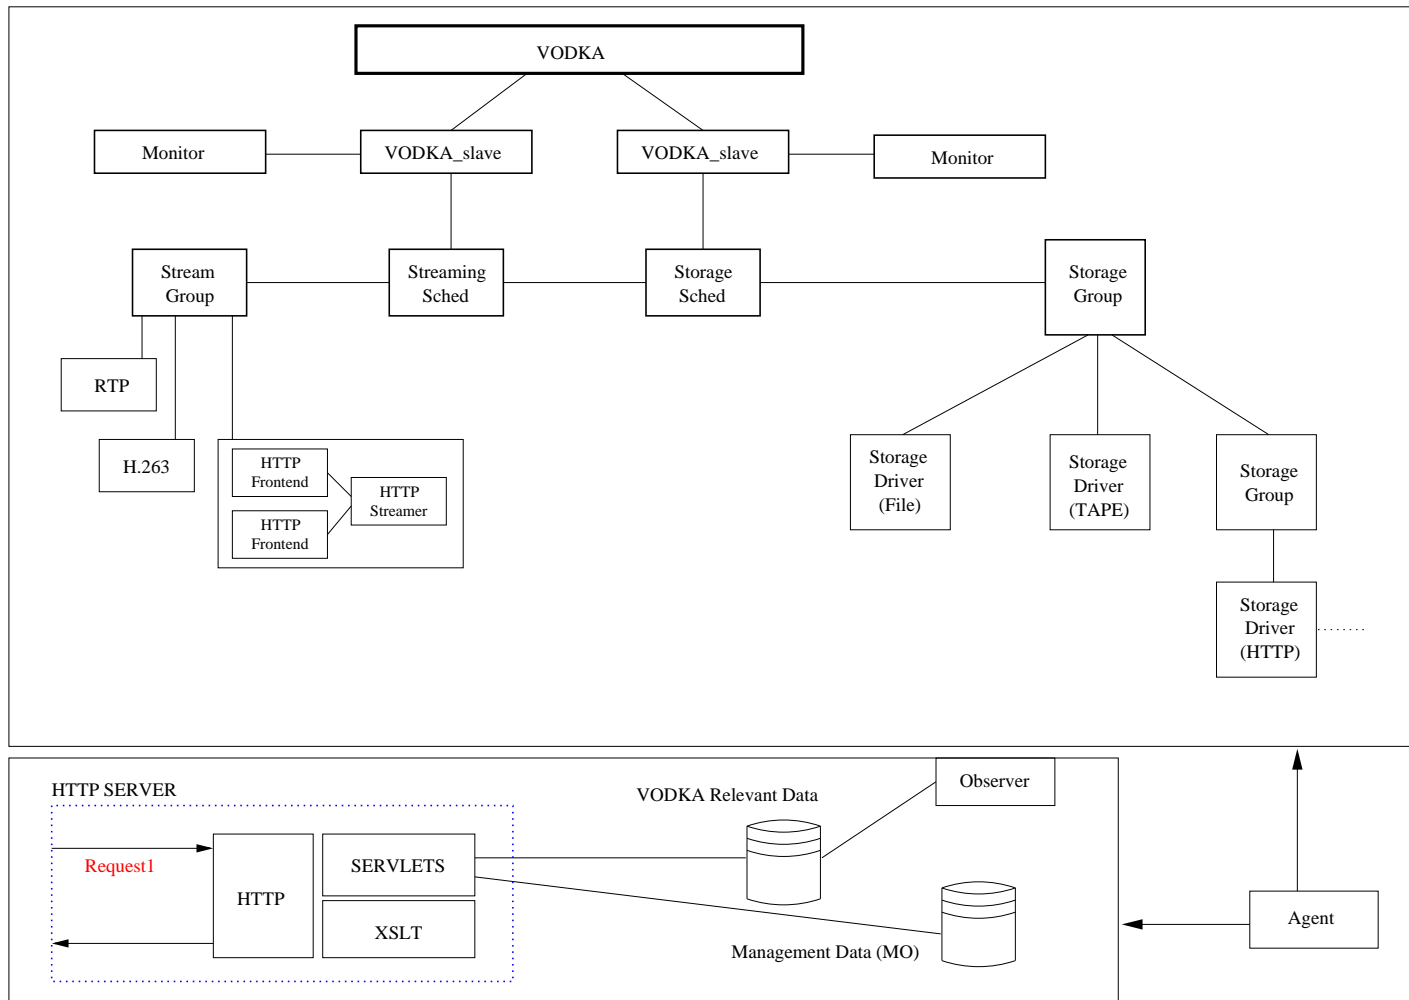 VODKA
Monitor
VODKA_slave
VODKA_slave
Monitor
Stream
Group
Streaming
Sched
Storage
Sched
Storage
Group
RTP
H.263
HTTP
Frontend
HTTP
Streamer
HTTP
Frontend
Storage
Driver
(File)
Storage
Driver
(TAPE)
Storage
Group
Storage
Driver
(HTTP)
HTTP SERVER
Request1
HTTP
SERVLETS
XSLT
VODKA Relevant Data
Observer
Management Data (MO)
Agent